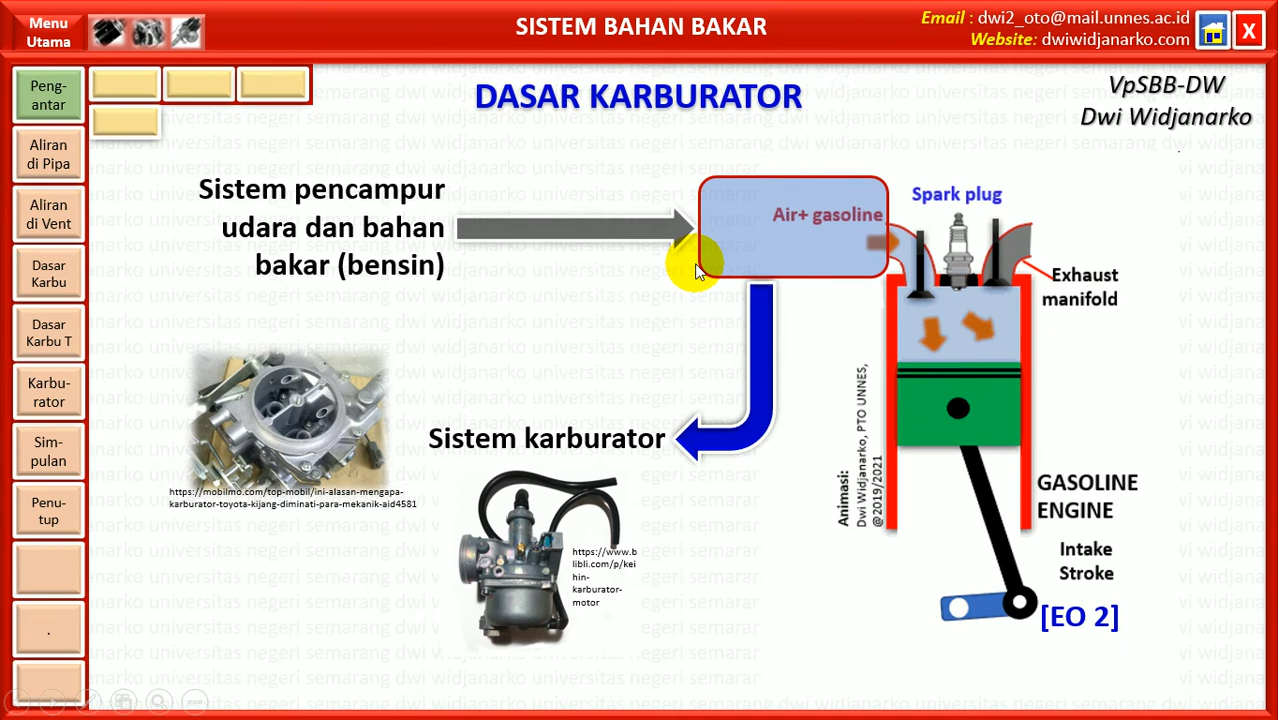 Menu
Utama
SISTEM BAHAN BAKAR
Email : dwi2_oto@mail.unnes.ac.id
Website: dwiwidjanarko.com
X
Peng-
antar
Aliran
di Pipa
Aliran
di Vent
Dasar
Karbu
Dasar
Karbu T
Karbu-
rator
Sim-
pulan
Penu-
tup
.
DASAR KARBURATOR
VpSBB-DW
Dwi Widjanarko
Sistem pencampur
udara dan bahan
bakar (bensin)
Air+ gasoline
Spark plug
Exhaust
manifold
Sistem karburator
https://mobilmo.com/top-mobil/ini-alasan-mengapa-
karburator-toyota-kijang-diminati-para-mekanik-aid4581
https://www.b
libli.com/p/kei
hin-
karburator-
motor
Animasi:
Dwi Widjanarko, PTO UNNES,
@2019/2021
GASOLINE
ENGINE
Intake
Stroke
[EO 2]